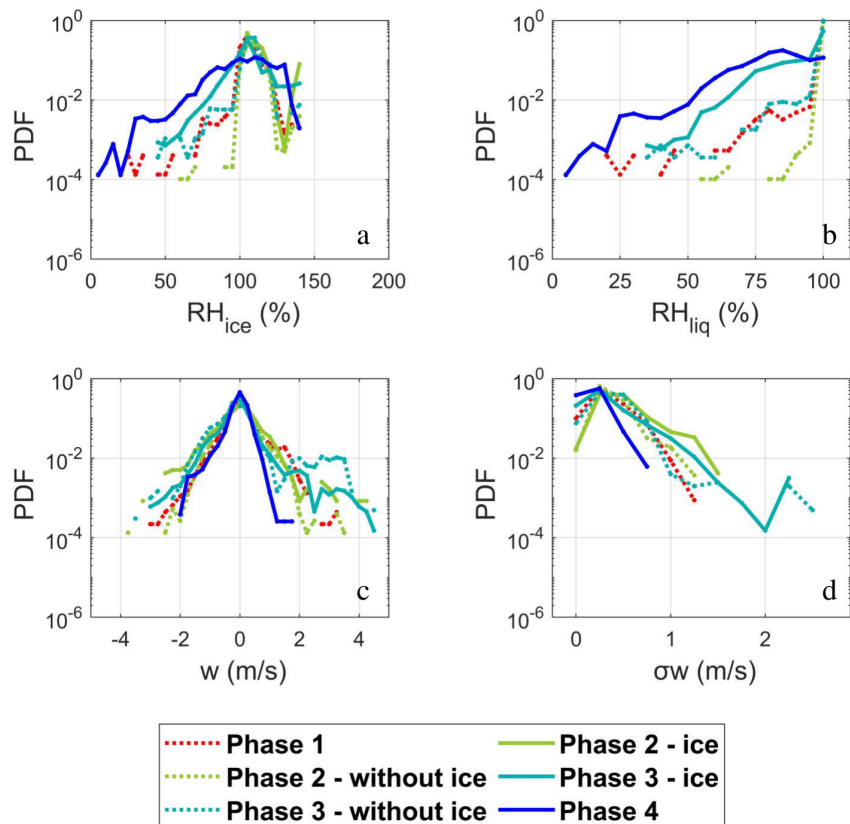 10^0
10^-2
10^-4
10^-6
PDF
a
0 50 100 150 200
RH_ice (%)
10^0
10^-2
10^-4
10^-6
PDF
b
0 25 50 75 100
RH_liq (%)
10^0
10^-2
10^-4
10^-6
PDF
c
-4 -2 0 2 4
w (m/s)
10^0
10^-2
10^-4
10^-6
PDF
d
0 1 2
σw (m/s)
Phase 1
Phase 2 - ice
Phase 2 - without ice
Phase 3 - ice
Phase 3 - without ice
Phase 4